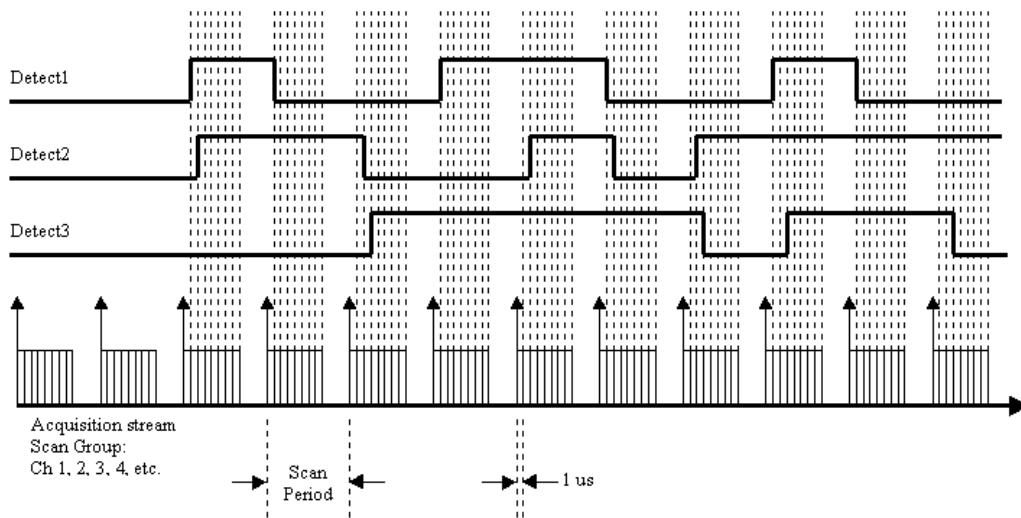 Detect1
Detect2
Detect3
Acquisition stream
Scan Group:
Ch 1, 2, 3, 4, etc.
Scan
Period
1 us